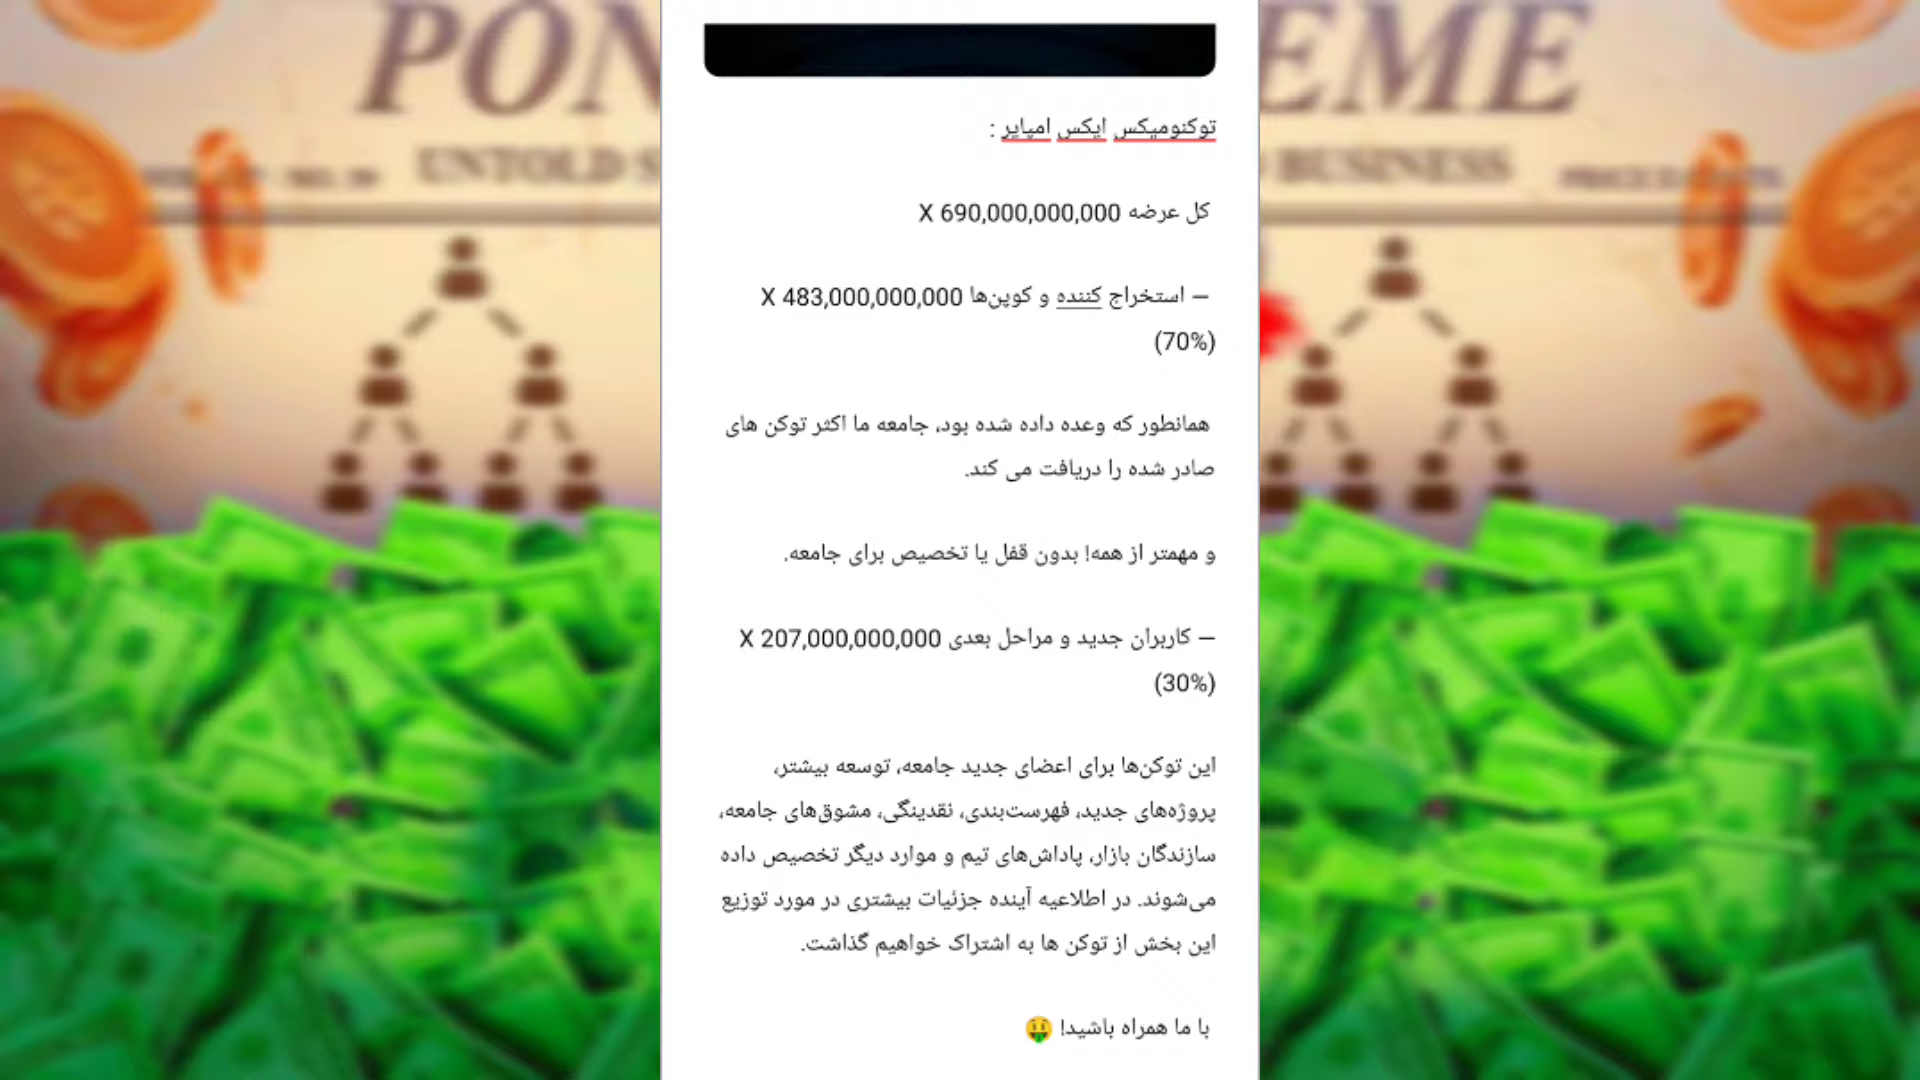 PON
EME
UNTOLD S
BUSINESS
توکنومیکس ایکس امپایر :
کل عرضه 690,000,000,000 X
– استخراج کننده و کوپن‌ها 483,000,000,000 X
(70%)
همانطور که وعده داده شده بود، جامعه ما اکثر توکن های
صادر شده را دریافت می کند.
و مهمتر از همه! بدون قفل یا تخصیص برای جامعه.
– کاربران جدید و مراحل بعدی 207,000,000,000 X
(30%)
این توکن‌ها برای اعضای جدید جامعه، توسعه بیشتر،
پروژه‌های جدید، فهرست‌بندی، نقدینگی، مشوق‌های جامعه،
سازندگان بازار، پاداش‌های تیم و موارد دیگر تخصیص داده
می‌شوند. در اطلاعیه آینده جزئیات بیشتری در مورد توزیع
این بخش از توکن ها به اشتراک خواهیم گذاشت.
با ما همراه باشید! 🤑